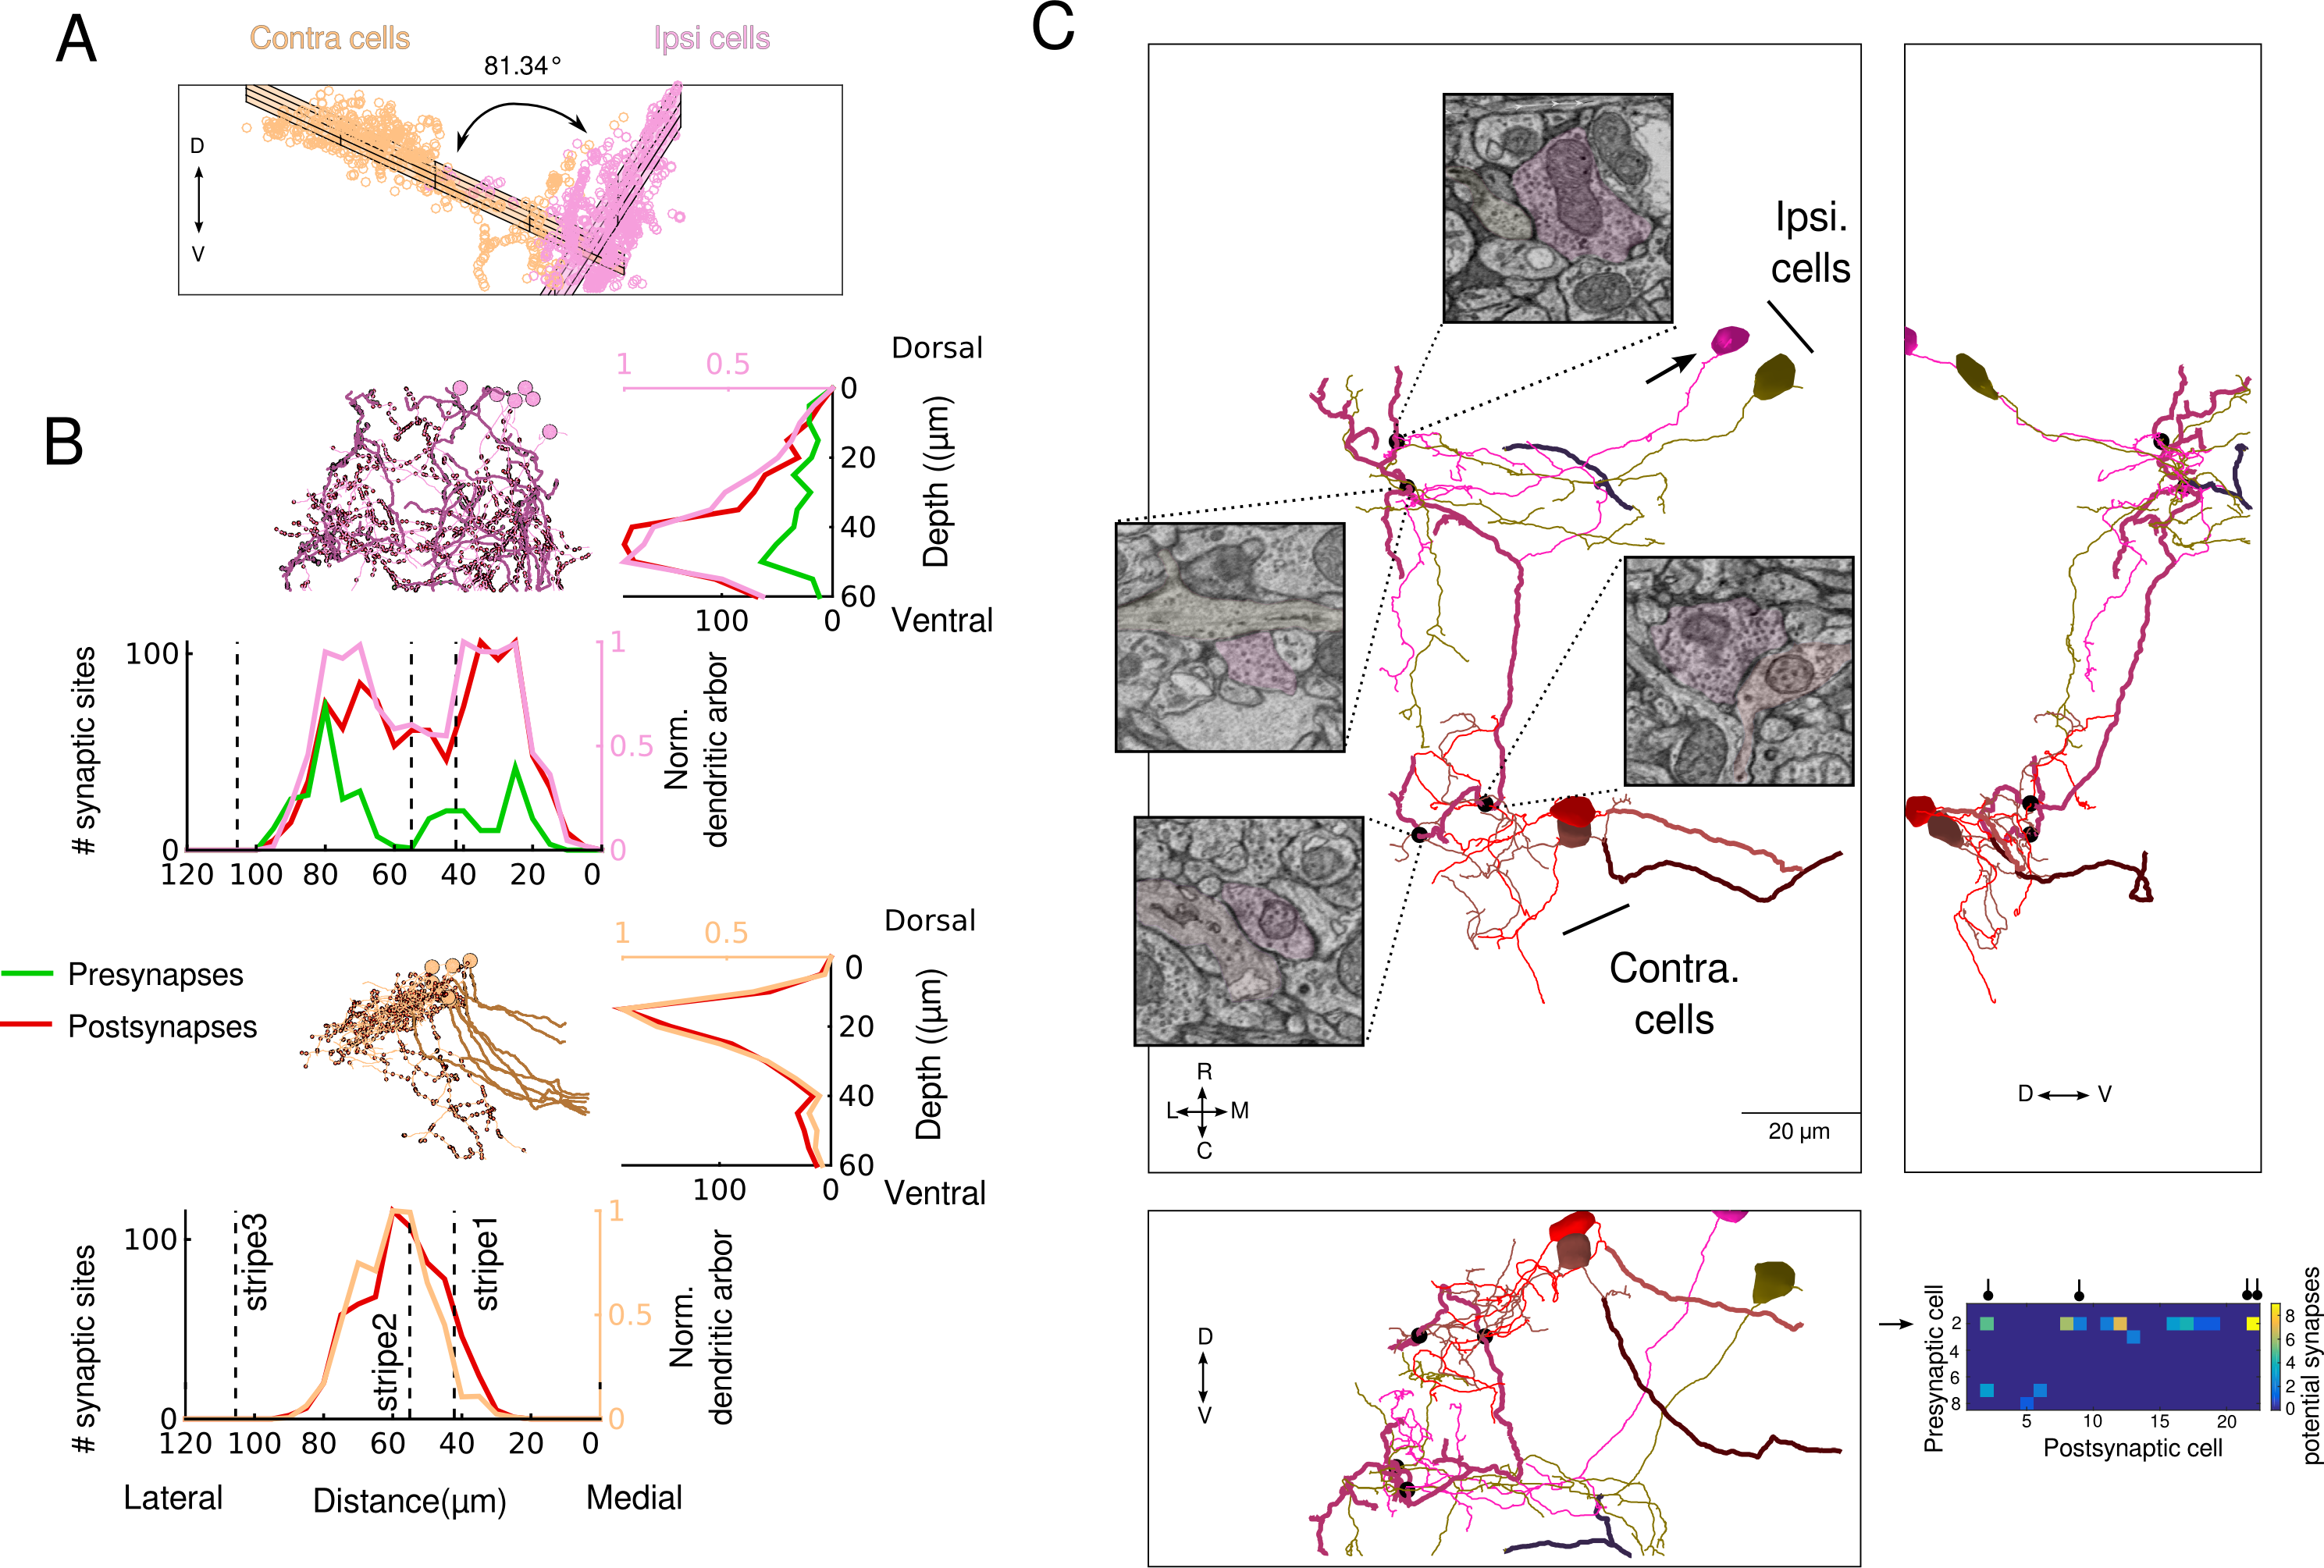 A
Contra cells
Ipsi cells
81.34°
D
V
B
1
0.5
Dorsal
0
20
40
60
Depth ((µm)
100
0
Ventral
# synaptic sites
100
0
1
0.5
0
Norm.
dendritic arbor
120 100 80 60 40 20 0
Presynapses
Postsynapses
1
0.5
Dorsal
0
20
40
60
Depth ((µm)
100
0
Ventral
# synaptic sites
100
0
stripe3
stripe2
stripe1
1
0.5
0
Norm.
dendritic arbor
120 100 80 60 40 20 0
Lateral
Distance(µm)
Medial
C
Ipsi.
cells
Contra.
cells
R
L
M
C
20 µm
D
V
D
V
Presynaptic cell
2
4
6
8
5
10
15
20
Postsynaptic cell
8
6
4
2
0
potential synapses